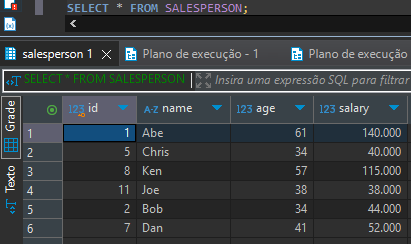 SELECT * FROM SALESPERSON;
salesperson 1 Plano de execução - 1 Plano de execução
SELECT * FROM SALESPERSON Insira uma expressão SQL para filtrar
Grade
Texto
123 id A-Z name 123 age 123 salary
1 1 Abe 61 140.000
2 5 Chris 34 40.000
3 8 Ken 57 115.000
4 11 Joe 38 38.000
5 2 Bob 34 44.000
6 7 Dan 41 52.000